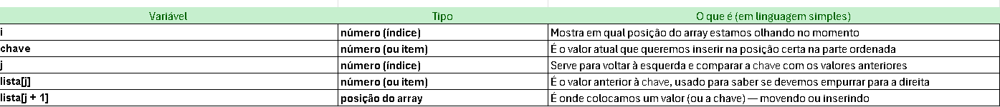 Variável Tipo O que é (em linguagem simples)
i número (índice) Mostra em qual posição do array estamos olhando no momento
chave número (ou item) É o valor atual que queremos inserir na posição certa na parte ordenada
j número (índice) Serve para voltar à esquerda e comparar a chave com os valores anteriores
lista[j] número (ou item) É o valor anterior à chave, usado para saber se devemos empurrar para a direita
lista[j + 1] posição do array É onde colocamos um valor (ou a chave) — movendo ou inserindo